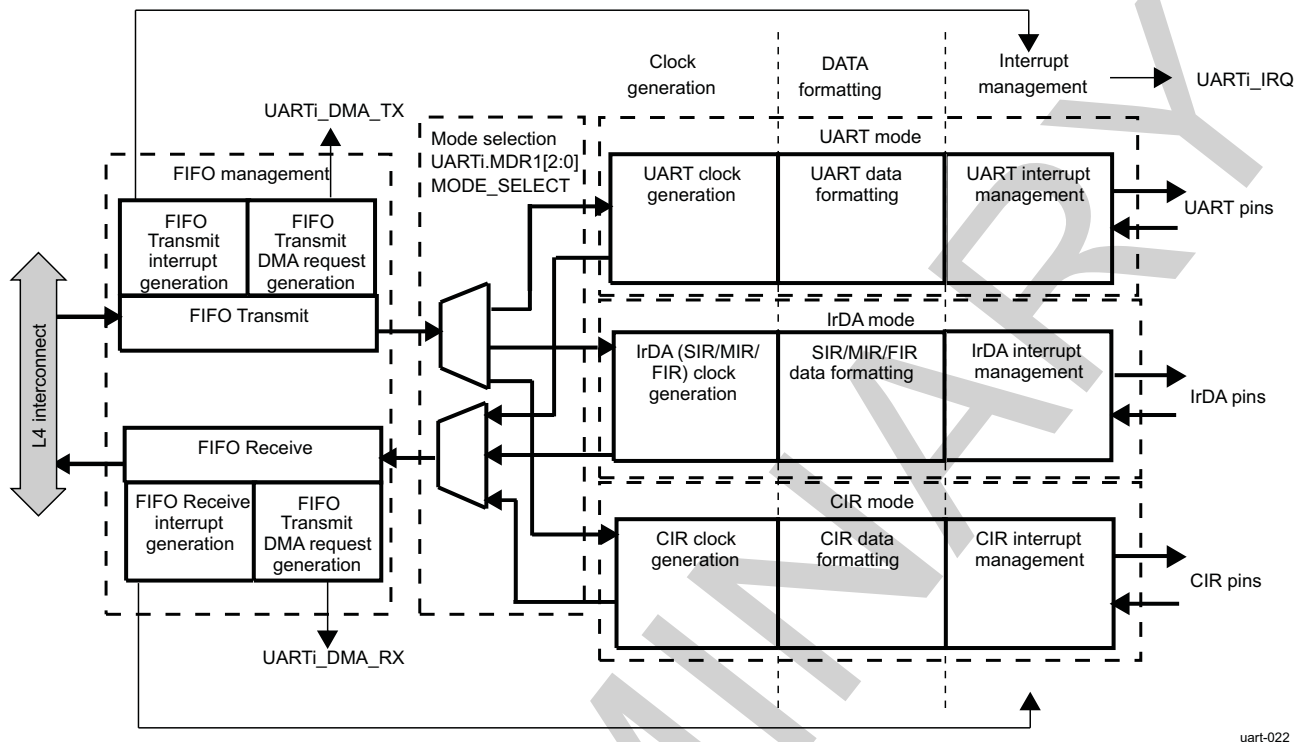 Clock
generation
DATA
formatting
Interrupt
management
UARTi_IRQ
UARTi_DMA_TX
Mode selection
UARTi.MDR1[2:0]
MODE_SELECT
UART mode
FIFO management
UART clock
generation
UART data
formatting
UART interrupt
management
UART pins
FIFO
Transmit
interrupt
generation
FIFO
Transmit
DMA request
generation
FIFO Transmit
L4 interconnect
IrDA mode
IrDA (SIR/MIR/
FIR) clock
generation
SIR/MIR/FIR
data formatting
IrDA interrupt
management
IrDA pins
FIFO Receive
FIFO Receive
interrupt
generation
FIFO
Transmit
DMA request
generation
CIR mode
CIR clock
generation
CIR data
formatting
CIR interrupt
management
CIR pins
UARTi_DMA_RX
MINARY
uart-022